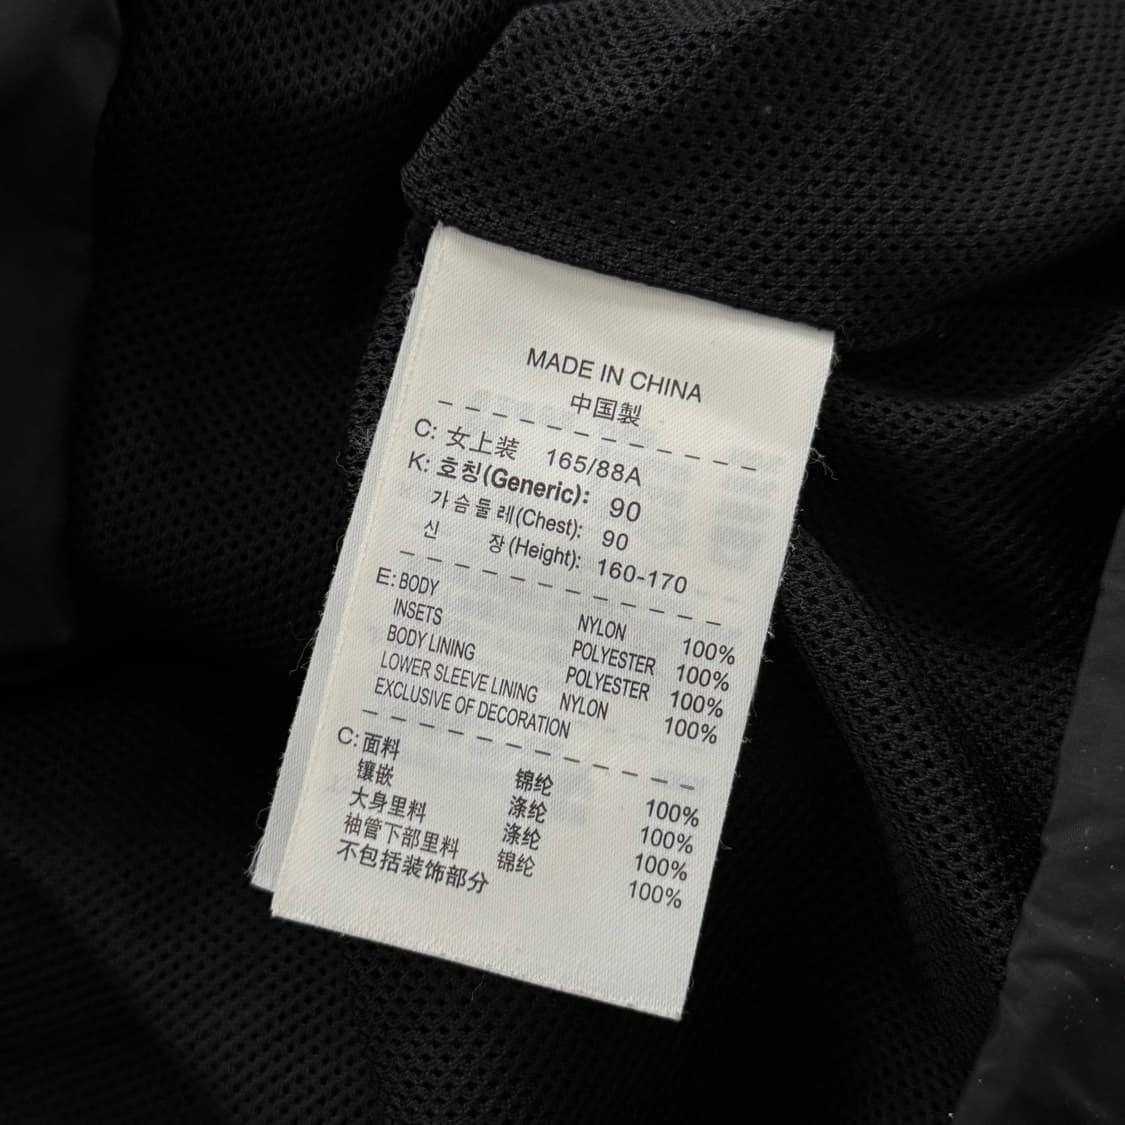 MADE IN CHINA
中国製
C: 女上装 165/88A
K: 호칭(Generic): 90
가슴둘레(Chest): 90
신 장(Height): 160-170
E: BODY NYLON 100%
INSETS POLYESTER 100%
BODY LINING POLYESTER 100%
LOWER SLEEVE LINING NYLON 100%
EXCLUSIVE OF DECORATION
C: 面料 锦纶 100%
镶嵌 涤纶 100%
大身里料 涤纶 100%
袖管下部里料 锦纶 100%
不包括装饰部分